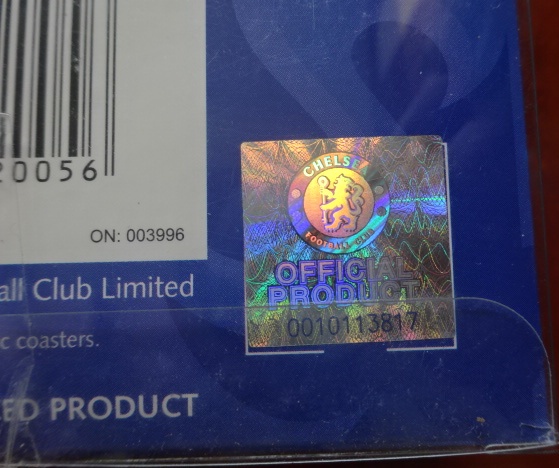 20056
ON: 003996
all Club Limited
c coasters.
ED PRODUCT
CHELSEA
FOOTBALL CLUB
OFFICIAL
PRODUCT
0010113817